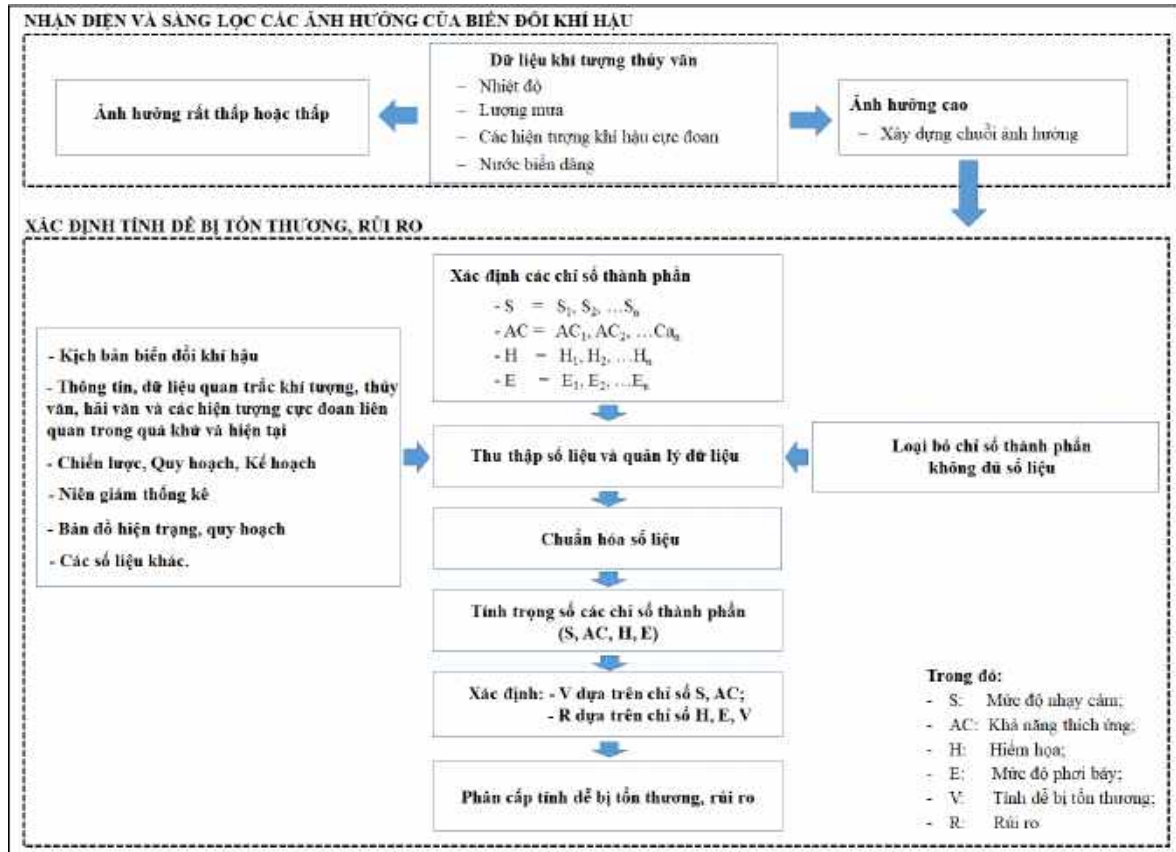 NHẬN DIỆN VÀ SÀNG LỌC CÁC ẢNH HƯỞNG CỦA BIẾN ĐỔI KHÍ HẬU
Ảnh hưởng rất thấp hoặc thấp
Dữ liệu khí tượng thủy văn
– Nhiệt độ
– Lượng mưa
– Các hiện tượng khí hậu cực đoan
– Nước biển dâng
Ảnh hưởng cao
– Xây dựng chuỗi ảnh hưởng
XÁC ĐỊNH TÍNH DỄ BỊ TỔN THƯƠNG, RỦI RO
Xác định các chỉ số thành phần
- S = S1, S2, …Sn
- AC = AC1, AC2, …Can
- H = H1, H2, …Hn
- E = E1, E2, …En
- Kịch bản biến đổi khí hậu
- Thông tin, dữ liệu quan trắc khí tượng, thủy
văn, hải văn và các hiện tượng cực đoan liên
quan trong quá khứ và hiện tại
- Chiến lược, Quy hoạch, Kế hoạch
- Niên giám thống kê
- Bản đồ hiện trạng, quy hoạch
- Các số liệu khác.
Thu thập số liệu và quản lý dữ liệu
Loại bỏ chỉ số thành phần
không đủ số liệu
Chuẩn hóa số liệu
Tính trọng số các chỉ số thành phần
(S, AC, H, E)
Xác định: - V dựa trên chỉ số S, AC;
- R dựa trên chỉ số H, E, V
Phân cấp tính dễ bị tổn thương, rủi ro
Trong đó:
- S: Mức độ nhạy cảm;
- AC: Khả năng thích ứng;
- H: Hiểm họa;
- E: Mức độ phơi bày;
- V: Tính dễ bị tổn thương;
- R: Rủi ro